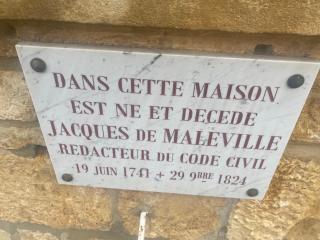 DANS CETTE MAISON
EST NE ET DECEDE
JACQUES DE MALEVILLE
REDACTEUR DU CODE CIVIL
19 JUIN 1741 + 29 9BRE 1824